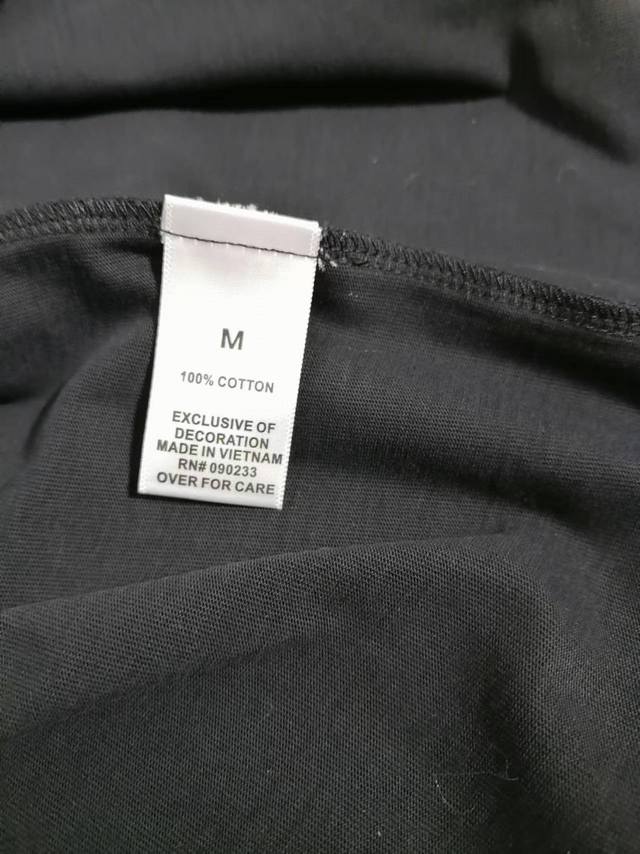 M
100% COTTON
EXCLUSIVE OF
DECORATION
MADE IN VIETNAM
RN# 090233
OVER FOR CARE